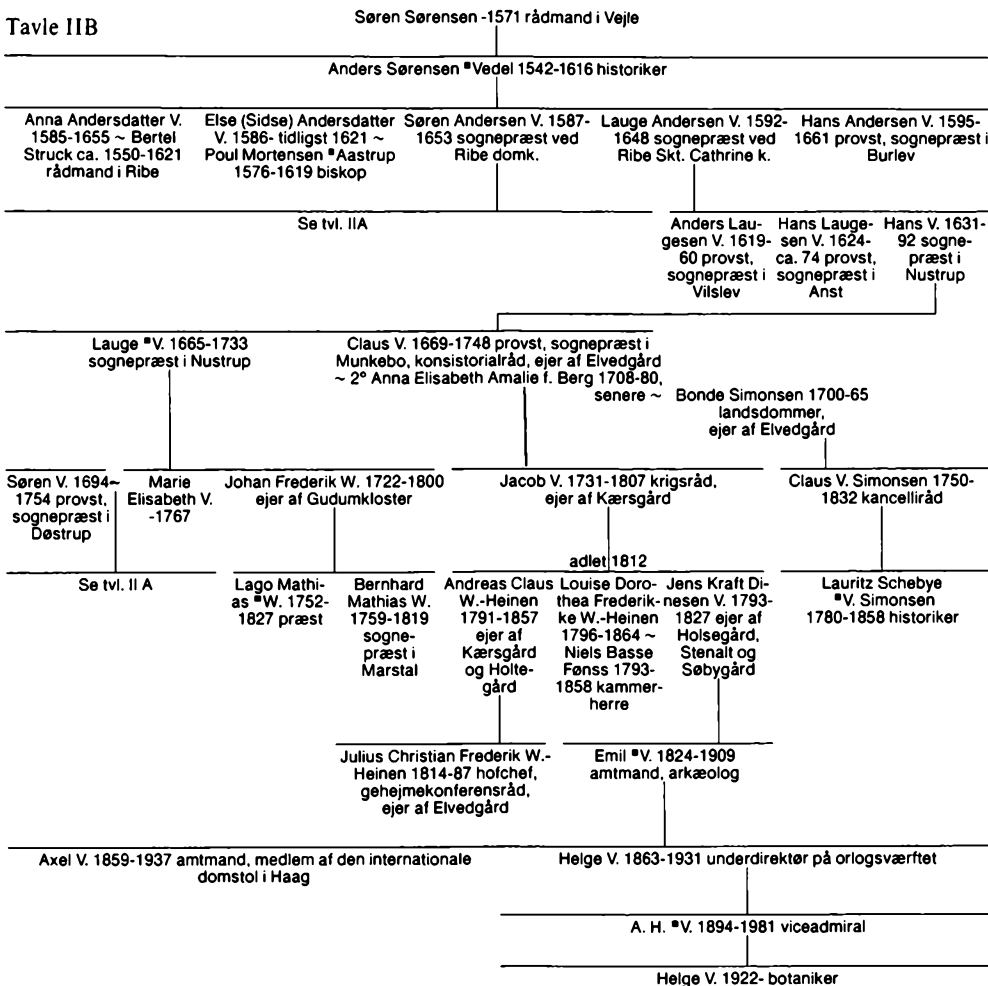 Tavle IIB
Søren Sørensen -1571 rådmand i Vejle
Anders Sørensen ■Vedel 1542-1616 historiker
Anna Andersdatter V.
1585-1655 ~ Bertel
Struck ca. 1550-1621
rådmand i Ribe
Else (Sidse) Andersdatter
V. 1586- tidligst 1621 ~
Poul Mortensen ■Aastrup
1576-1619 biskop
Søren Andersen V. 1587-
1653 sognepræst ved
Ribe domk.
Lauge Andersen V. 1592-
1648 sognepræst ved
Ribe Skt. Cathrine k.
Hans Andersen V. 1595-
1661 provst, sognepræst i
Burlev
Se tvl. IIA
Anders Lau-
gesen V. 1619-
60 provst,
sognepræst i
Vilslev
Hans Lauge-
sen V. 1624-
ca. 74 provst,
sognepræst i
Anst
Hans V. 1631-
92 sogne-
præst i
Nustrup
Lauge ■V. 1665-1733
sognepræst i Nustrup
Claus V. 1669-1748 provst, sognepræst i
Munkebo, konsistorialråd, ejer af Elvedgård
~ 2° Anna Elisabeth Amalie f. Berg 1708-80,
senere ~
Bonde Simonsen 1700-65
landsdommer,
ejer af Elvedgård
Søren V. 1694~
1754 provst,
sognepræst i
Døstrup
Marie
Elisabeth V.
-1767
Johan Frederik W. 1722-1800
ejer af Gudumkloster
Jacob V. 1731-1807 krigsråd,
ejer af Kærsgård
Claus V. Simonsen 1750-
1832 kancelliråd
adlet 1812
Se tvl. II A
Lago Mathi-
as ■W. 1752-
1827 præst
Bernhard
Mathias W.
1759-1819
sogne-
præst i
Marstal
Andreas Claus
W.-Heinen
1791-1857
ejer af
Kærsgård
og Holte-
gård
Louise Doro-
thea Frederik-
ke W.-Heinen
1796-1864 ~
Niels Basse
Fønss 1793-
1858 kammer-
herre
Jens Kraft Di-
nesen V. 1793-
1827 ejer af
Holsegård,
Stenalt og
Søbygård
Lauritz Schebye
■V. Simonsen
1780-1858 historiker
Julius Christian Frederik W.-
Heinen 1814-87 hofchef,
gehejmekonferensråd,
ejer af Elvedgård
Emil ■V. 1824-1909
amtmand, arkæolog
Axel V. 1859-1937 amtmand, medlem af den internationale
domstol i Haag
Helge V. 1863-1931 underdirektør på orlogsværftet
A. H. ■V. 1894-1981 viceadmiral
Helge V. 1922- botaniker